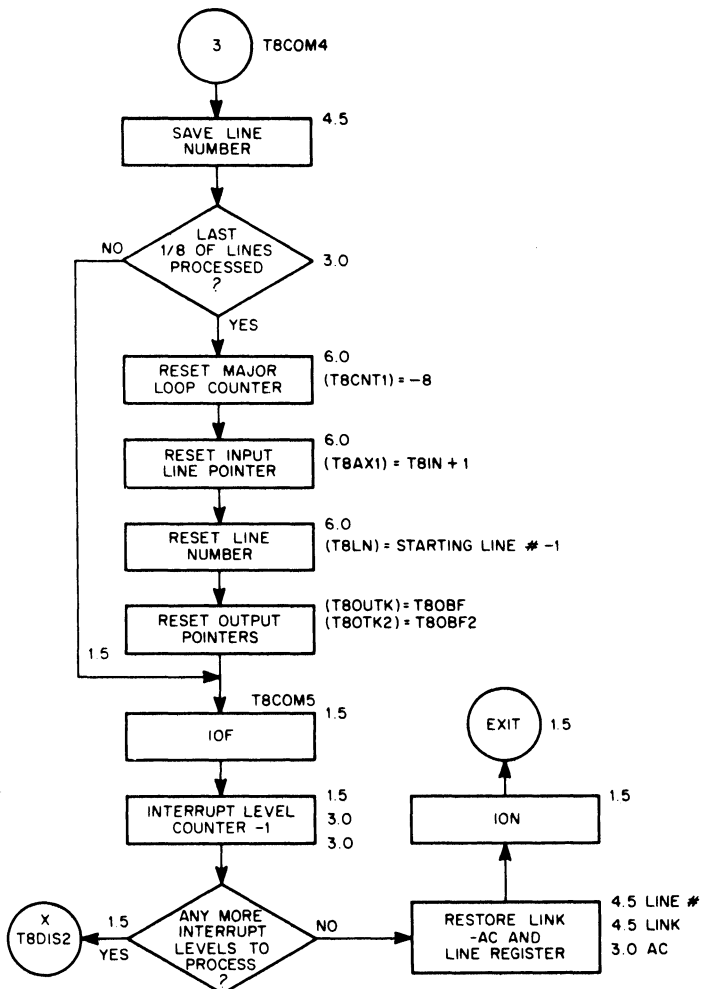 3
T8COM4
4.5
SAVE LINE
NUMBER
NO
LAST
1/8 OF LINES
PROCESSED
?
3.0
YES
6.0
RESET MAJOR
LOOP COUNTER
(T8CNT1) = -8
6.0
RESET INPUT
LINE POINTER
(T8AX1) = T8IN + 1
6.0
RESET LINE
NUMBER
(T8LN) = STARTING LINE # -1
RESET OUTPUT
POINTERS
(T8OUTK) = T8OBF
(T8OTK2) = T8OBF2
1.5
T8COM5
1.5
IOF
EXIT
1.5
1.5
3.0
3.0
INTERRUPT LEVEL
COUNTER -1
1.5
ION
X
T8DIS2
1.5
YES
ANY MORE
INTERRUPT
LEVELS TO
PROCESS
?
NO
RESTORE LINK
-AC AND
LINE REGISTER
4.5 LINE #
4.5 LINK
3.0 AC